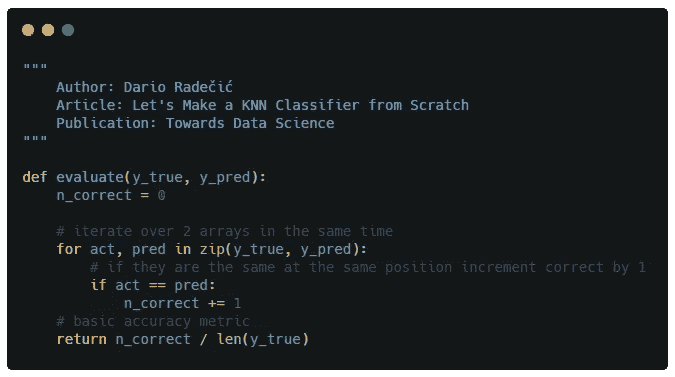 """
    Author: Dario Radečić
    Article: Let's Make a KNN Classifier from Scratch
    Publication: Towards Data Science
"""
def evaluate(y_true, y_pred):
    n_correct = 0
    # iterate over 2 arrays in the same time
    for act, pred in zip(y_true, y_pred):
        # if they are the same at the same position increment correct by 1
        if act == pred:
            n_correct += 1
    # basic accuracy metric
    return n_correct / len(y_true)